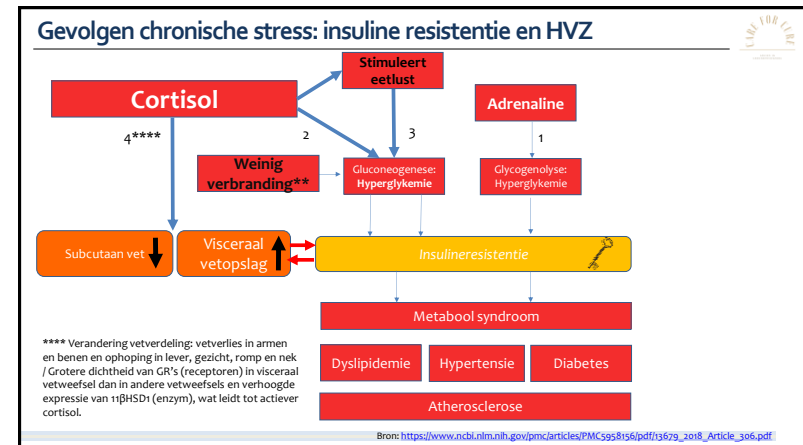 Gevolgen chronische stress: insuline resistentie en HVZ
CARE FOR CURE
Stimuleert
eetlust
Cortisol
Adrenaline
4****
2
3
1
Weinig
verbranding**
Gluconeogenese:
Hyperglykemie
Glycogenolyse:
Hyperglykemie
Subcutaan vet
Visceraal
vetopslag
Insulineresistentie
Metabool syndroom
**** Verandering vetverdeling: vetverlies in armen
en benen en ophoping in lever, gezicht, romp en nek
/ Grotere dichtheid van GR's (receptoren) in visceraal
vetweefsel dan in andere vetweefsels en verhoogde
expressie van 11βHSD1 (enzym), wat leidt tot actiever
cortisol.
Dyslipidemie
Hypertensie
Diabetes
Atherosclerose
Bron: https://www.ncbi.nlm.nih.gov/pmc/articles/PMC5958156/pdf/13679_2018_Article_306.pdf